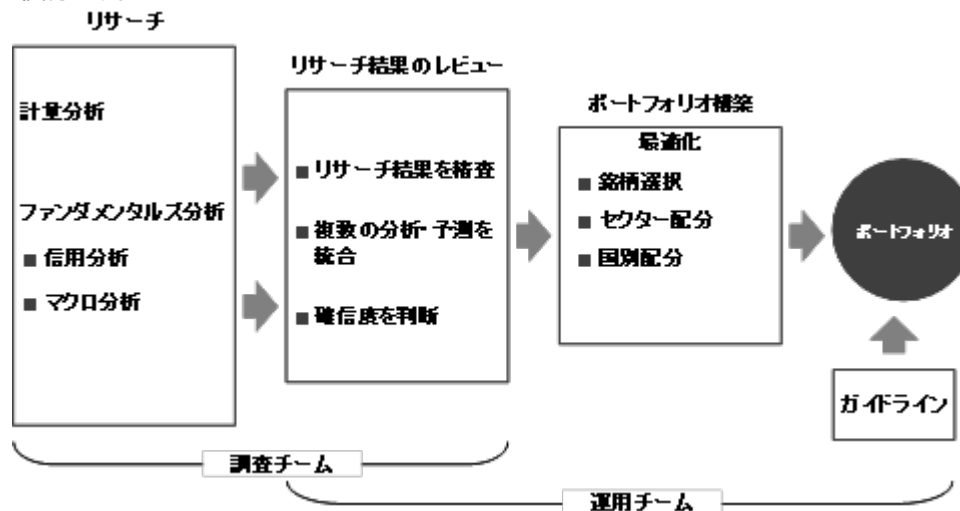 リサーチ
計量分析
ファンダメンタルズ分析
■ 信用分析
■ マクロ分析
リサーチ結果のレビュー
■ リサーチ結果を精査
■ 複数の分析・予測を
統合
■ 確信度を判断
ポートフォリオ構築
最適化
■ 銘柄選択
■ セクター配分
■ 国別配分
ポートフォリオ
ガイドライン
調査チーム
運用チーム